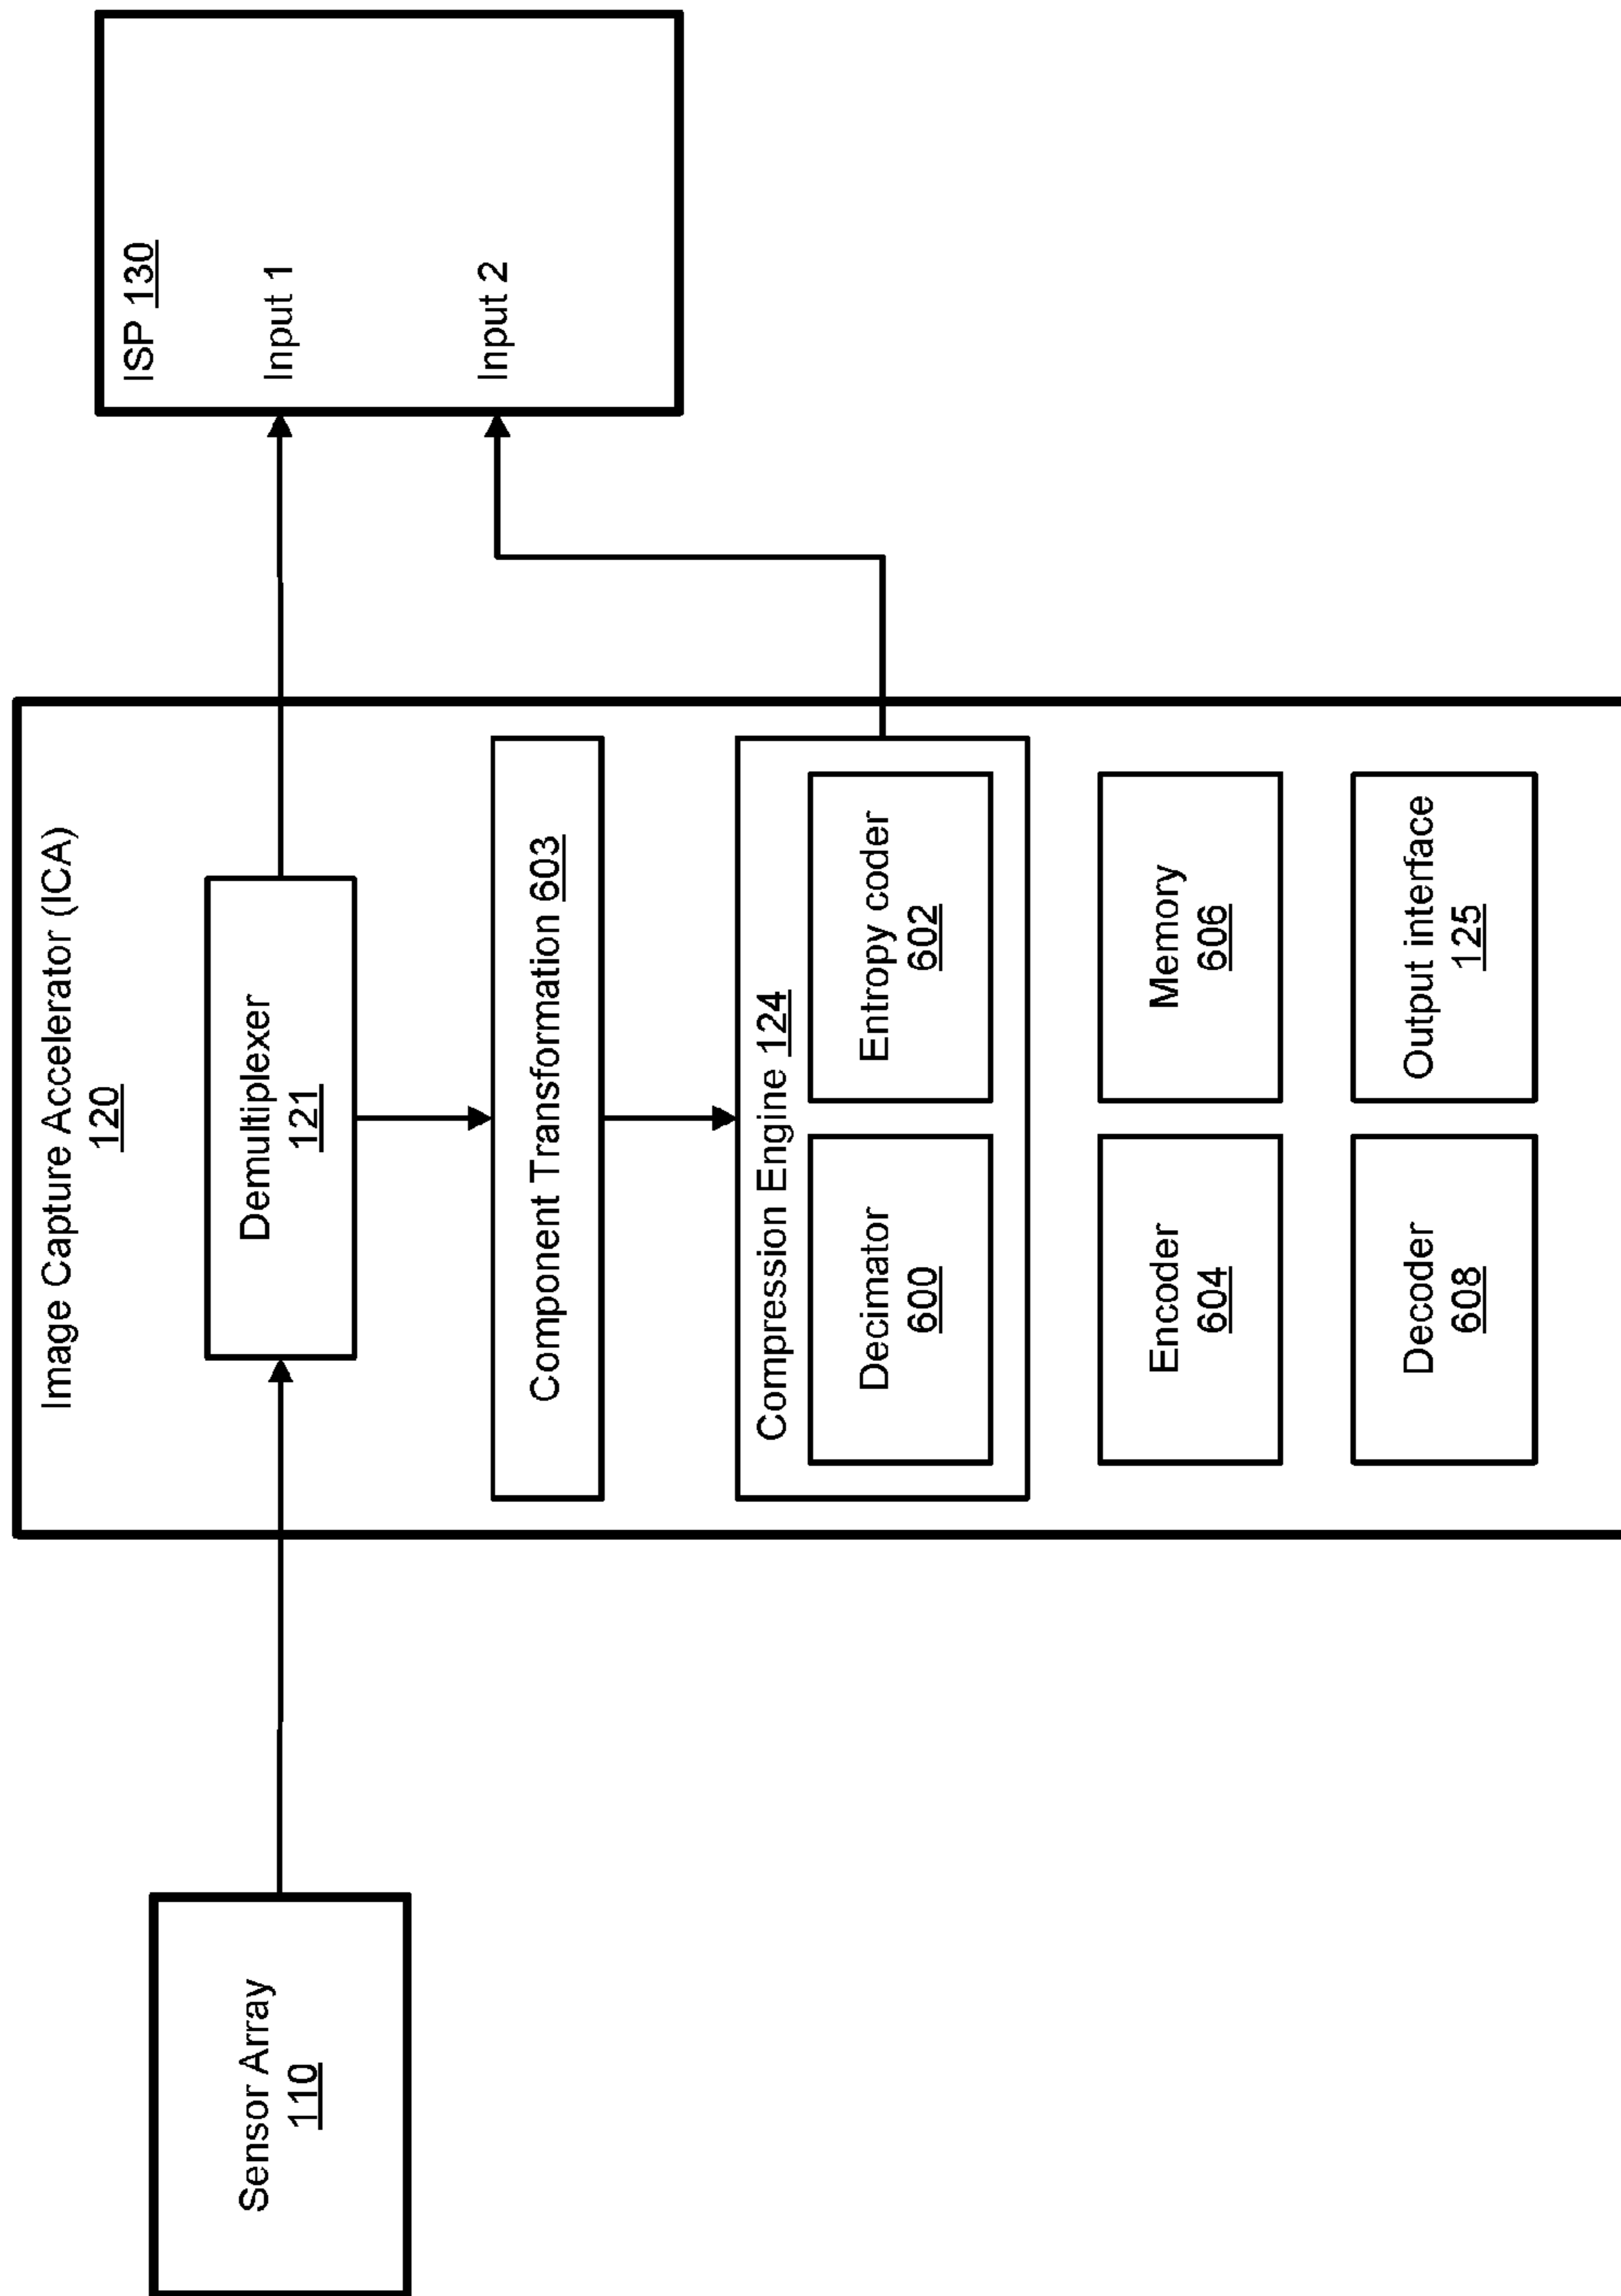 Sensor Array
110
Image Capture Accelerator (ICA)
120
Demultiplexer
121
Component Transformation 603
Compression Engine 124
Decimator
600
Entropy coder
602
Encoder
604
Memory
606
Decoder
608
Output interface
125
ISP 130
Input 1
Input 2